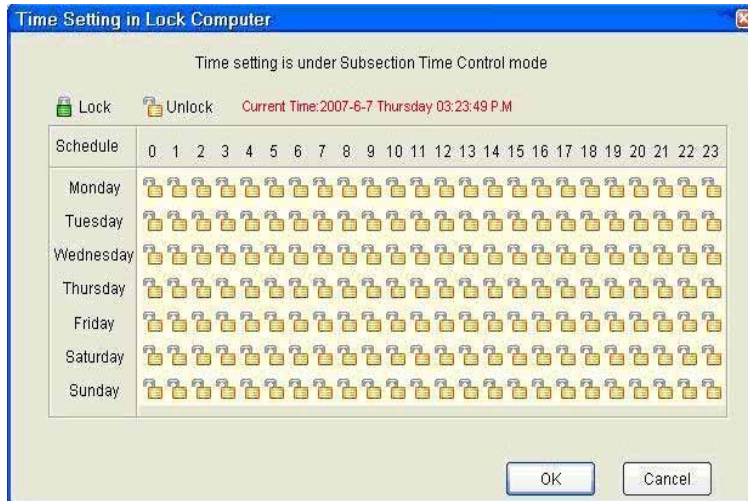 Time Setting in Lock Computer
Time setting is under Subsection Time Control mode
Lock Unlock Current Time:2007-6-7 Thursday 03:23:49 P.M
Schedule 0 1 2 3 4 5 6 7 8 9 10 11 12 13 14 15 16 17 18 19 20 21 22 23
Monday
Tuesday
Wednesday
Thursday
Friday
Saturday
Sunday
OK Cancel